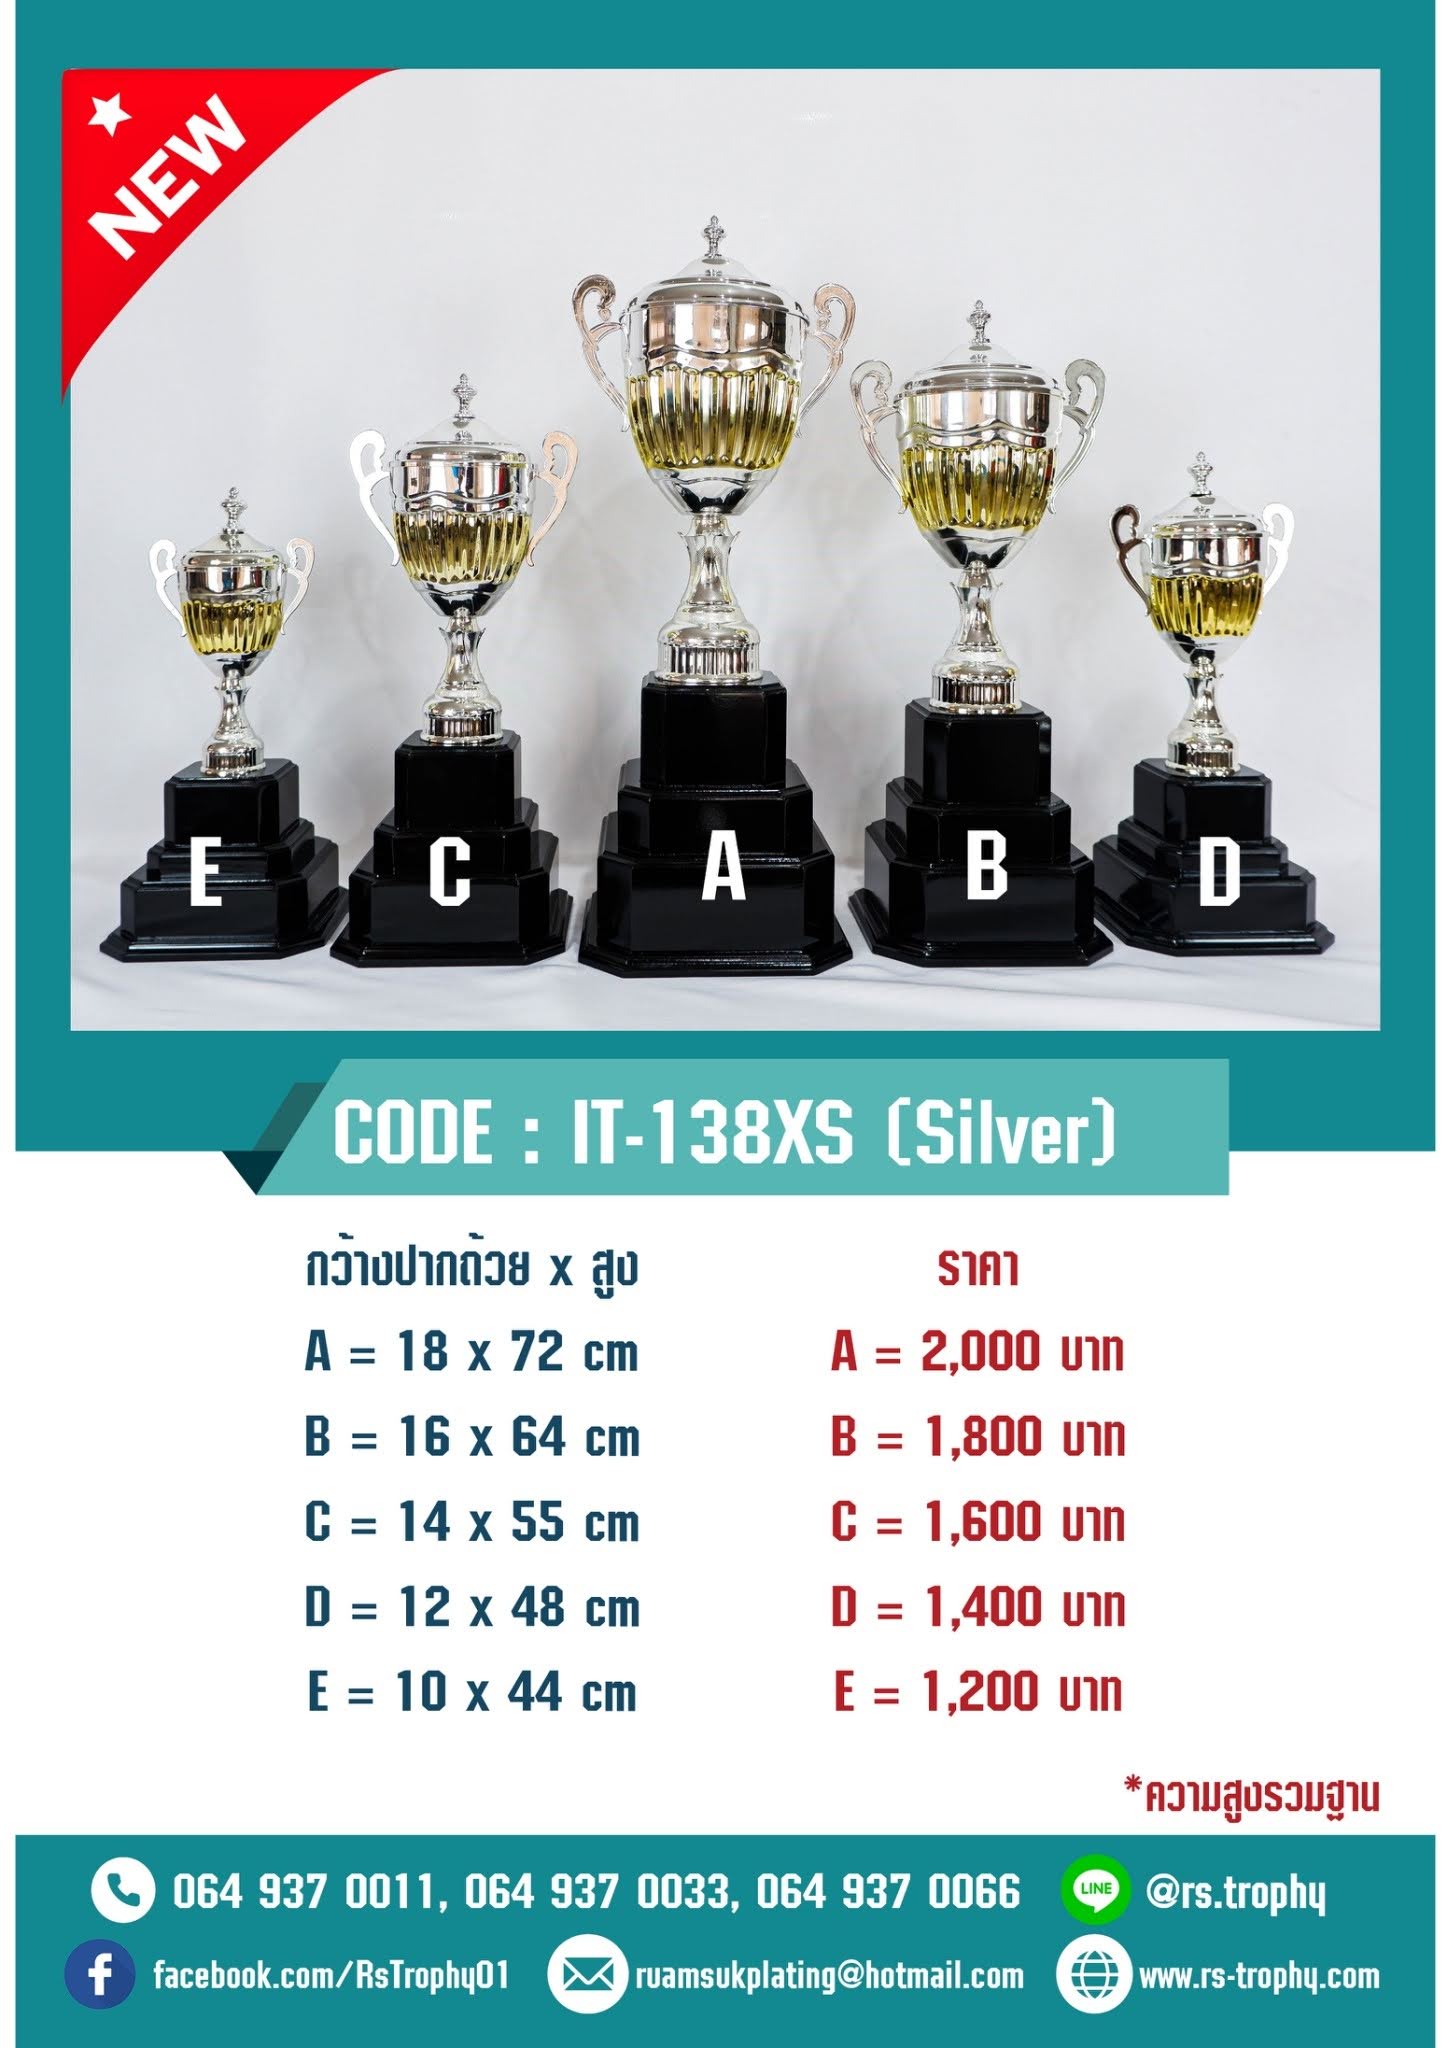 NEW
E C A B D
CODE : IT-138XS (Silver)
กว้างปากถ้วย x สูง
A = 18 x 72 cm
B = 16 x 64 cm
C = 14 x 55 cm
D = 12 x 48 cm
E = 10 x 44 cm
ราคา
A = 2,000 บาท
B = 1,800 บาท
C = 1,600 บาท
D = 1,400 บาท
E = 1,200 บาท
*ความสูงรวมฐาน
064 937 0011, 064 937 0033, 064 937 0066
LINE @rs.trophy
f facebook.com/RsTrophy01
ruamsukplating@hotmail.com
www.rs-trophy.com